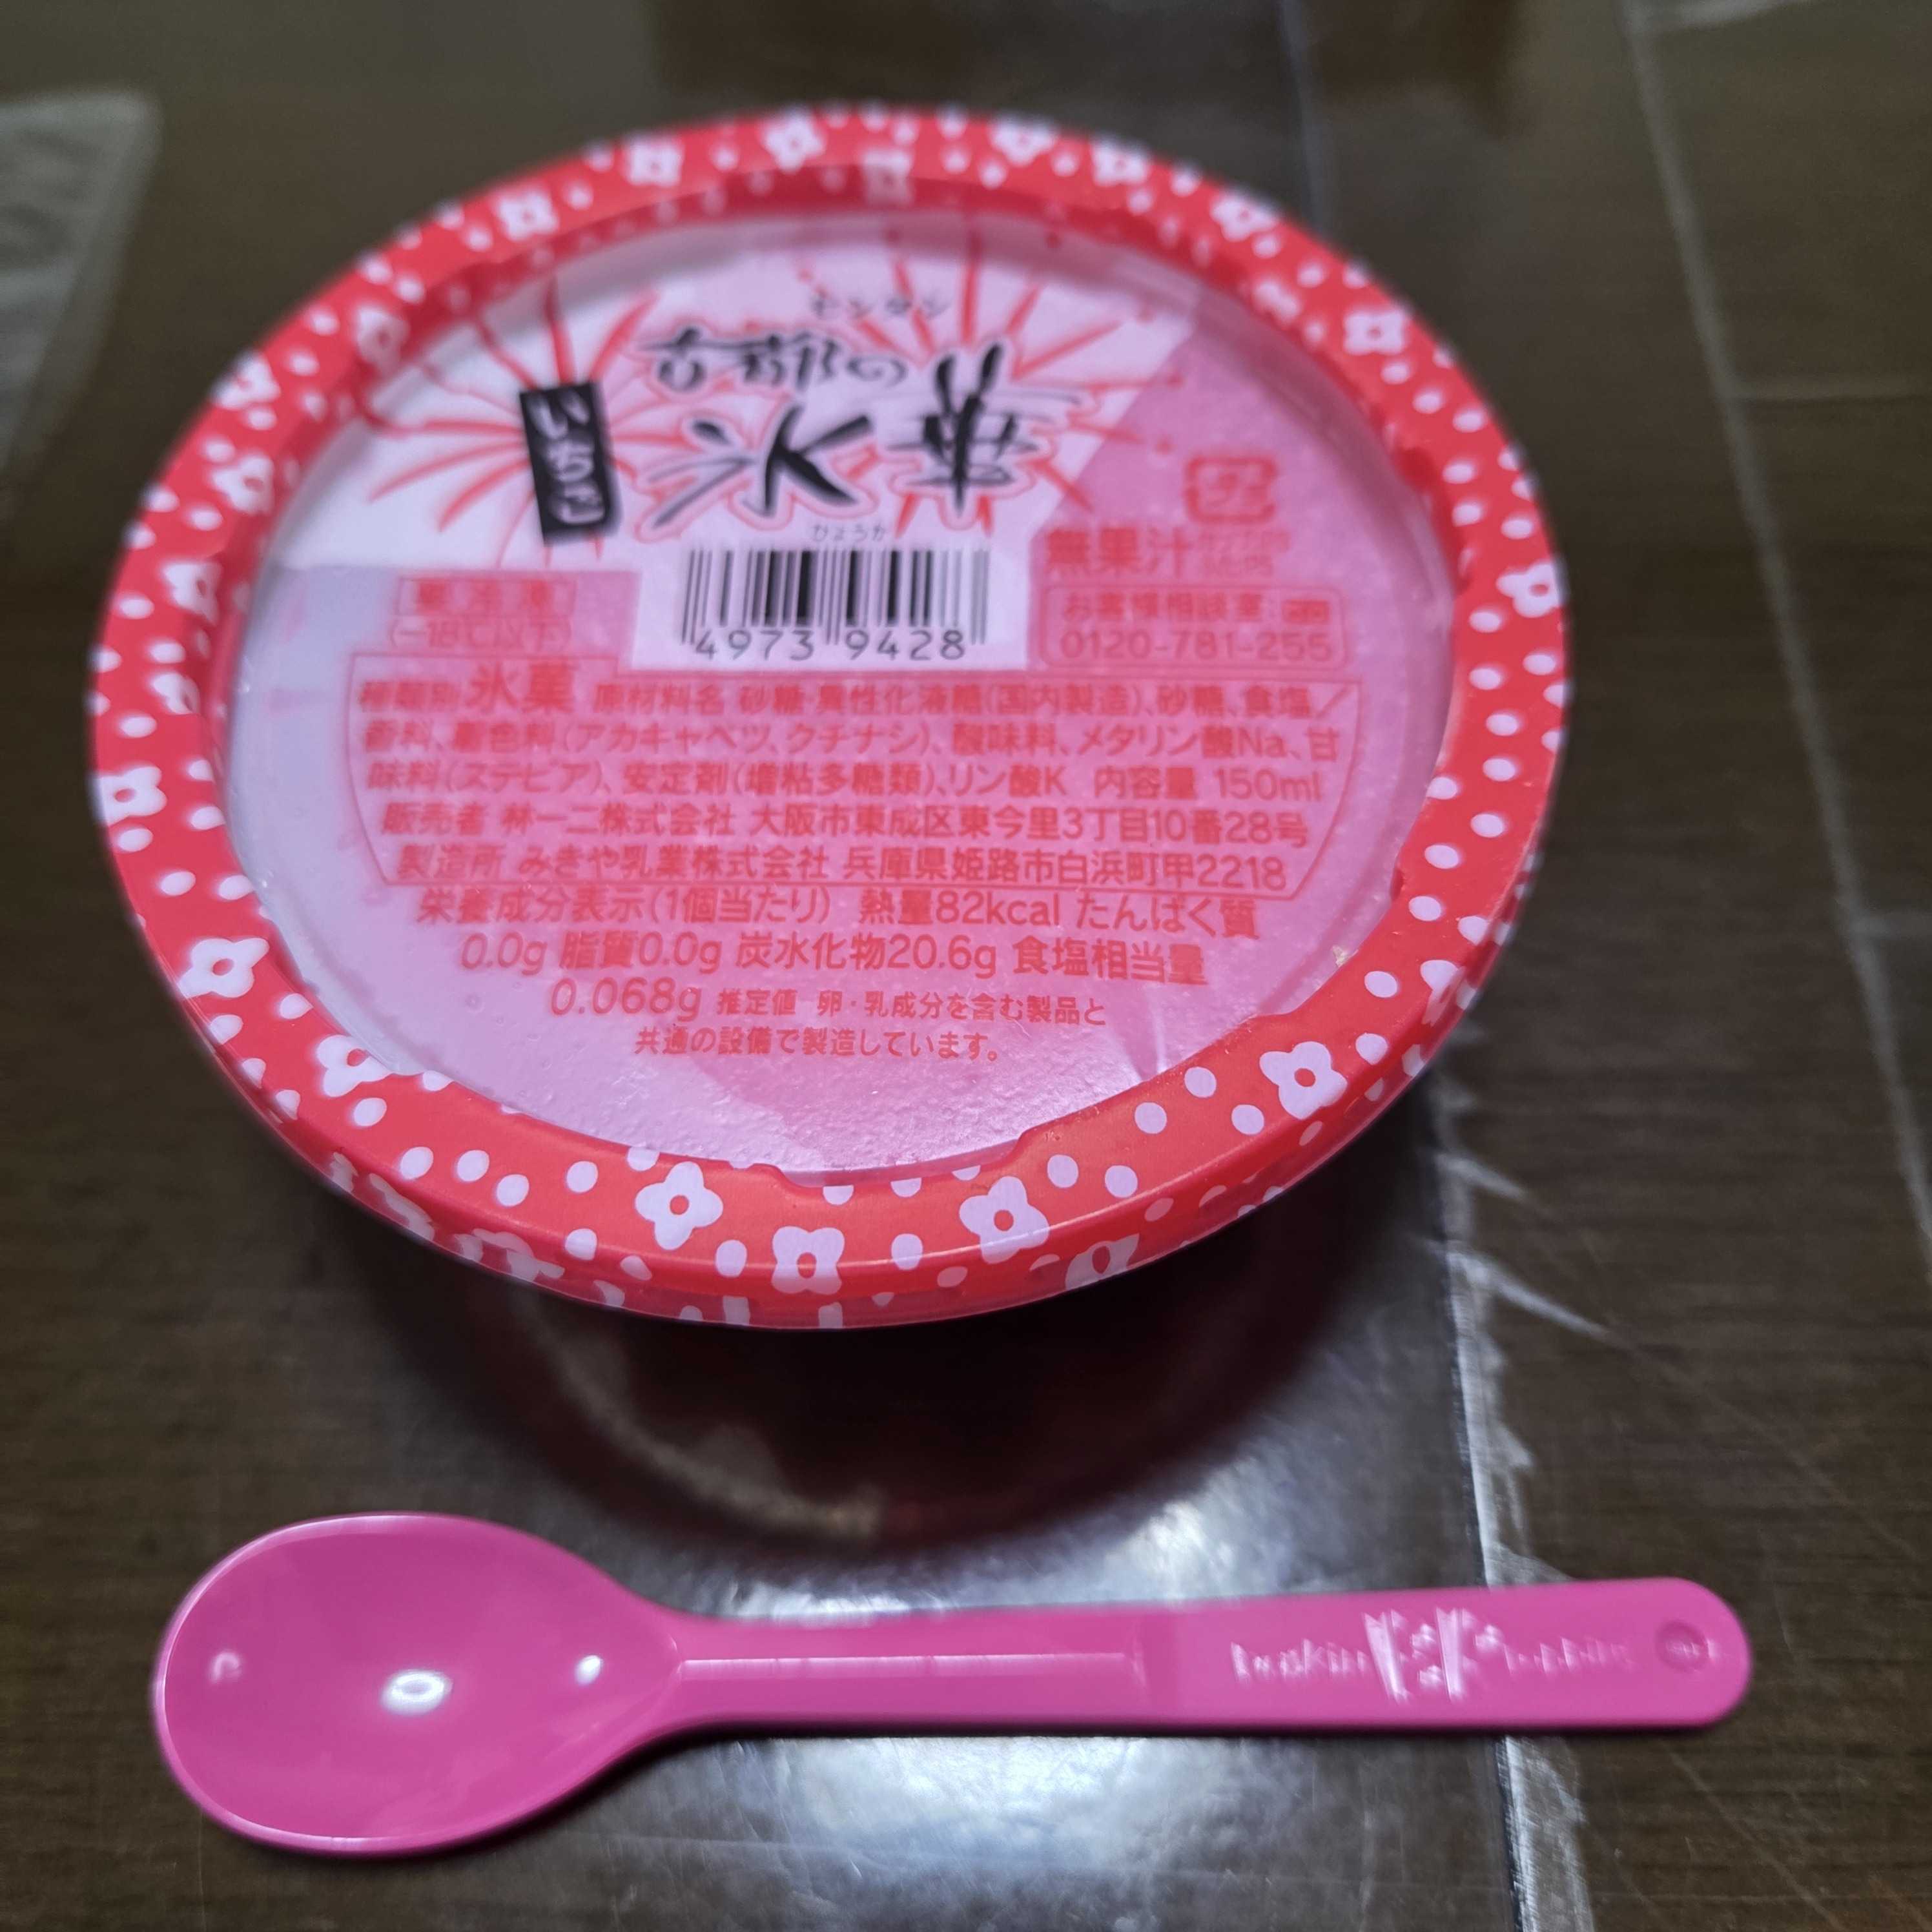 センタン
古都の
氷華
いちご
ひょうか
無果汁
要冷凍
(-18℃以下)
お客様相談室:
4973 9428
0120-781-255
種類別 氷菓 原材料名 砂糖・異性化液糖(国内製造)、砂糖、食塩/
香料、着色料(アカキャベツ、クチナシ)、酸味料、メタリン酸Na、甘
味料(ステビア)、安定剤(増粘多糖類)、リン酸K 内容量 150ml
販売者 林一二株式会社 大阪市東成区東今里3丁目10番28号
製造所 みきや乳業株式会社 兵庫県姫路市白浜町甲2218
栄養成分表示(1個当たり) 熱量82kcal たんぱく質
0.0g 脂質0.0g 炭水化物20.6g 食塩相当量
0.068g 推定値 卵・乳成分を含む製品と
共通の設備で製造しています。
baskin BR robbins